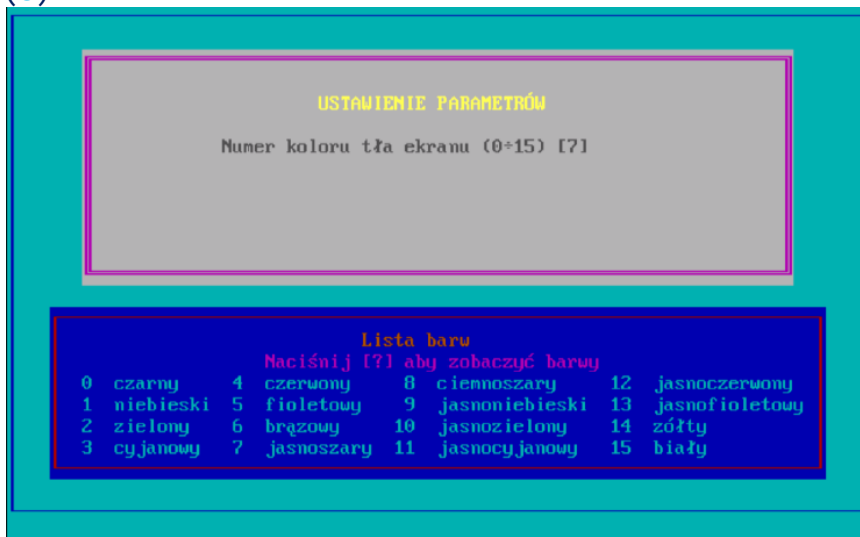 USTAWIENIE PARAMETRÓW
Numer koloru tła ekranu (0÷15) [7]
Lista barw
Naciśnij [?] aby zobaczyć barwy
0 czarny 4 czerwony 8 ciemnoszary 12 jasnoczerwony
1 niebieski 5 fioletowy 9 jasnoniebieski 13 jasnofioletowy
2 zielony 6 brązowy 10 jasnozielony 14 zółty
3 cyjanowy 7 jasnoszary 11 jasnocyjanowy 15 biały